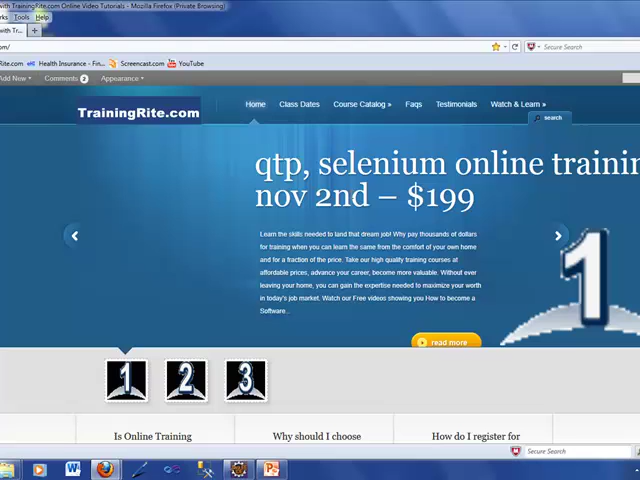 with TrainingRite.com Online Video Tutorials - Mozilla Firefox (Private Browsing)
Tools Help
with Tr...
Secure Search
Health Insurance - Fin... Screencast.com YouTube
Add New Comments 2 Appearance
TrainingRite.com Home Class Dates Course Catalog » Faqs Testimonials Watch & Learn »
search
qtp, selenium online trainin
nov 2nd – $199
Learn the skills needed to land that dream job! Why pay thousands of dollars
for training when you can learn the same from the comfort of your own home
and for a fraction of the price. Take our high quality training courses at
affordable prices, advance your career, become more valuable. Without ever
leaving your home, you can gain the expertise needed to maximize your worth
in today's job market. Watch our Free videos showing you How to become a
Software...
1
read more
1 2 3
Is Online Training Why should I choose How do I register for
Secure Search